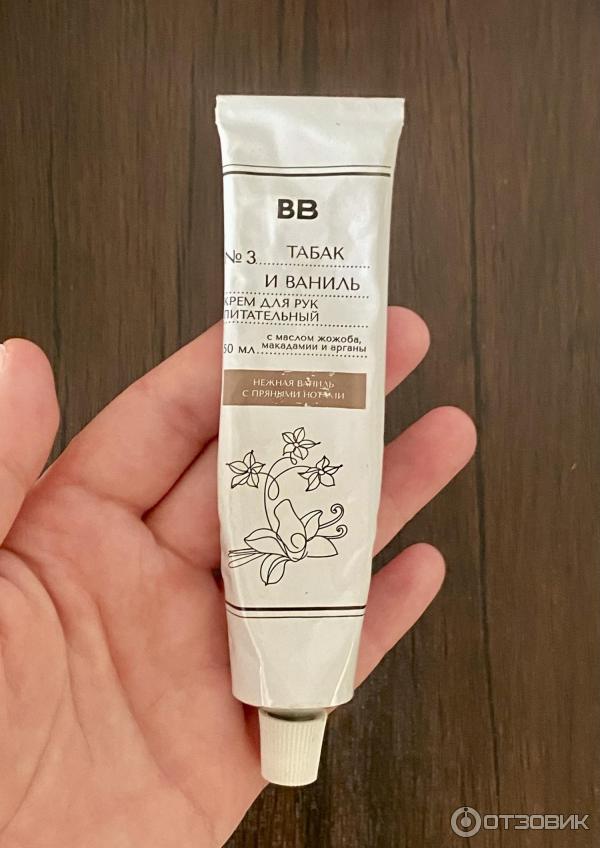 BB
№ 3 ТАБАК
И ВАНИЛЬ
КРЕМ ДЛЯ РУК
ПИТАТЕЛЬНЫЙ
с маслом жожоба,
50 мл макадамии и арганы
НЕЖНАЯ ВАНИЛЬ
С ПРЯНЫМИ НОТАМИ
ОТЗОВИК